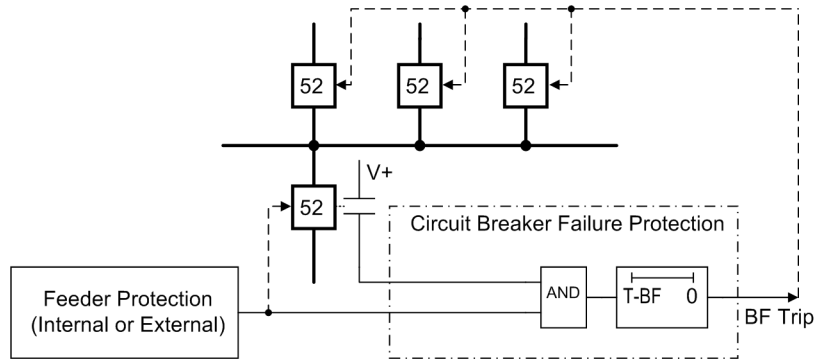 52
52
52
V+
52
Circuit Breaker Failure Protection
Feeder Protection
(Internal or External)
AND
T-BF 0
BF Trip